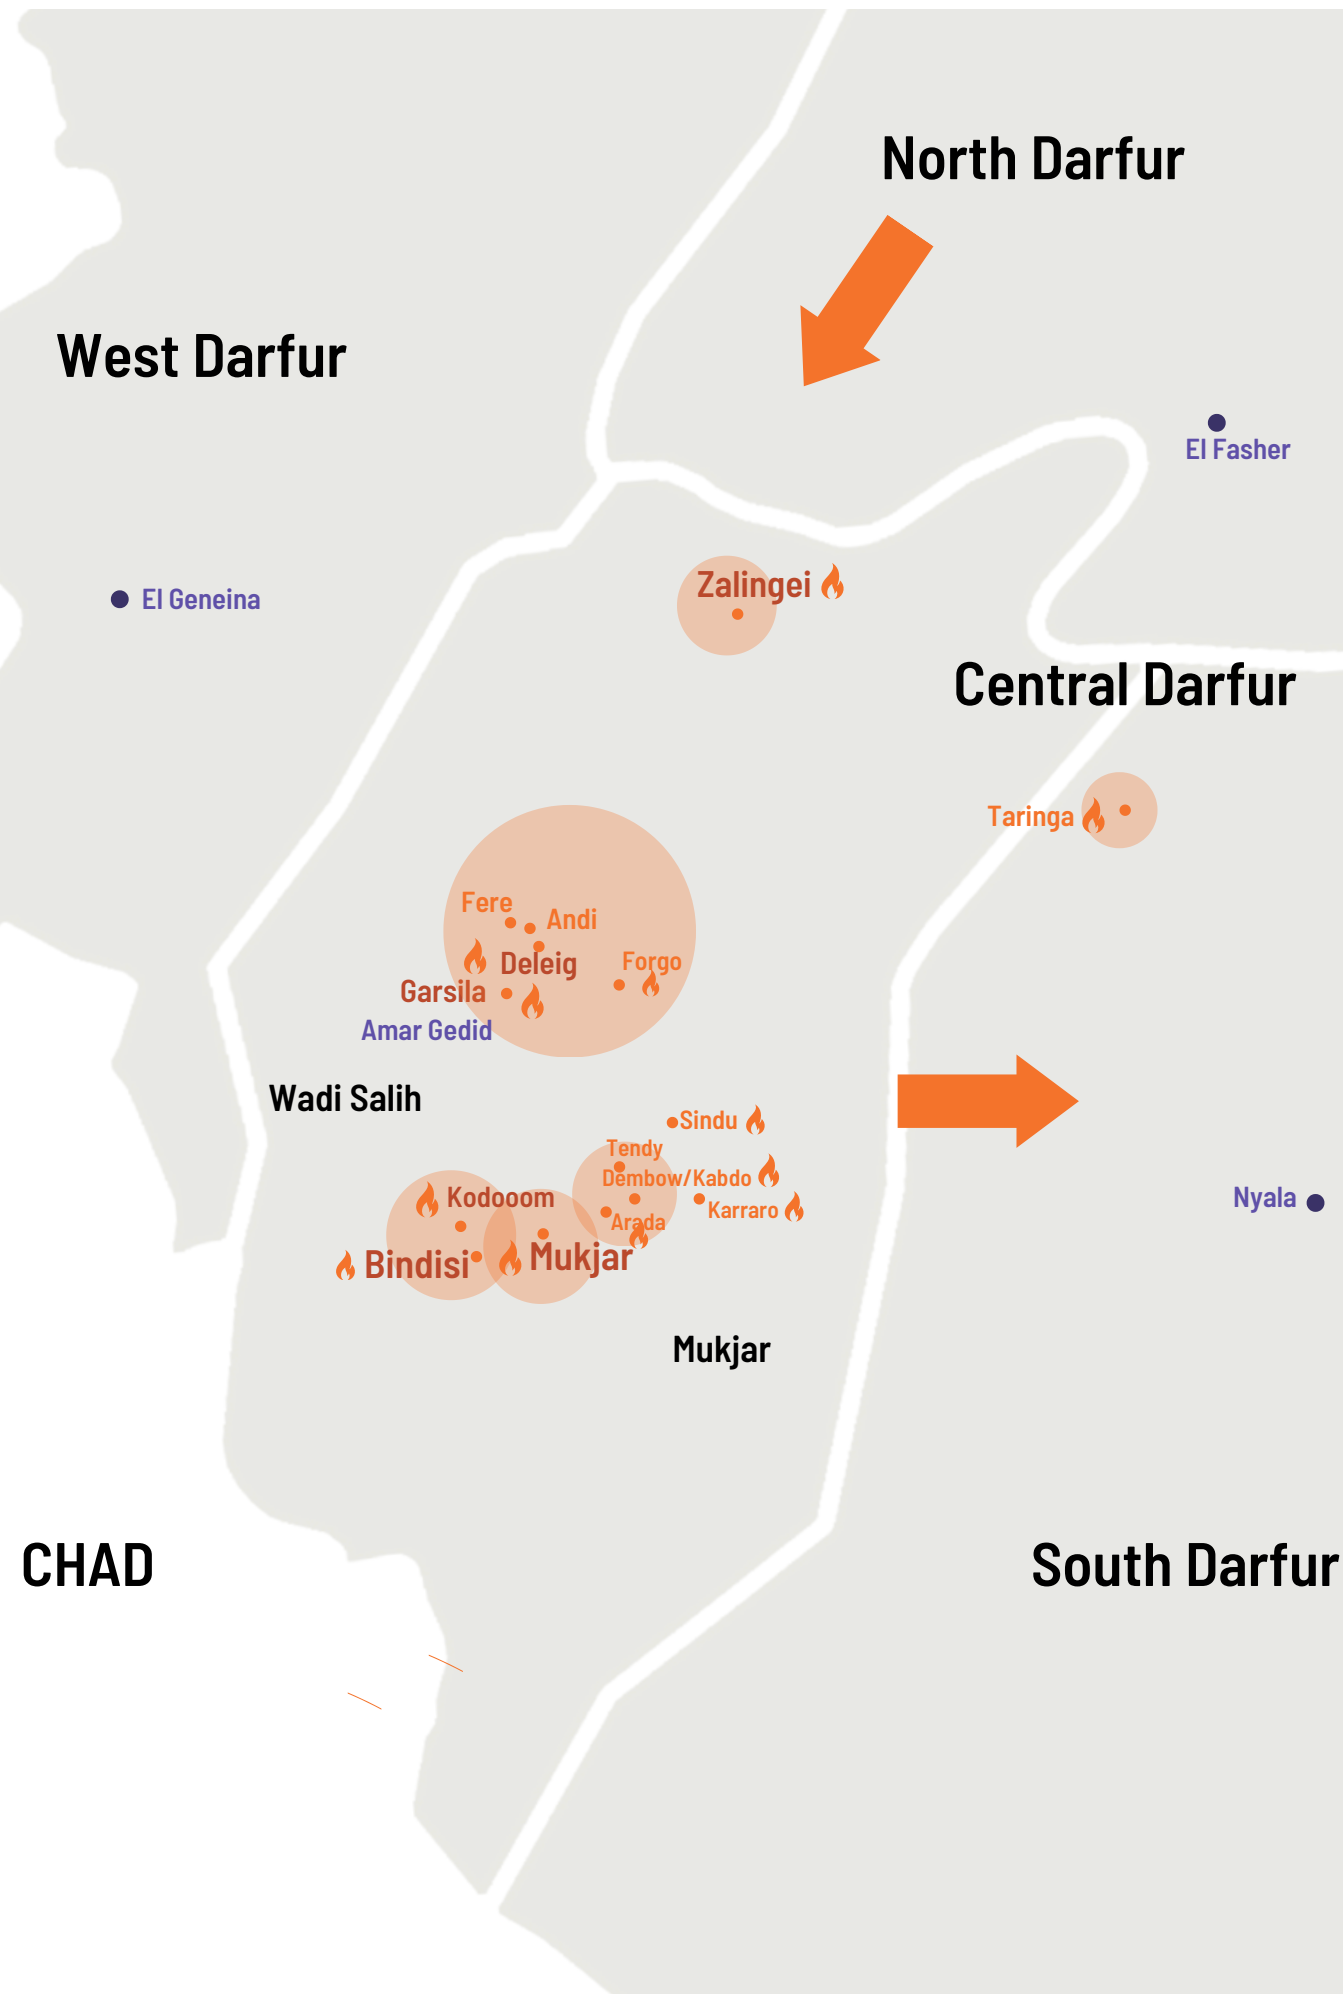 North Darfur
West Darfur
El Fasher
Zalingei
El Geneina
Central Darfur
Taringa
Fere
Andi
Deleig
Forgo
Garsila
Amar Gedid
Wadi Salih
Sindu
Tendy
Dembow/Kabdo
Kodooom
Karraro
Nyala
Arada
Bindisi
Mukjar
Mukjar
CHAD
South Darfur